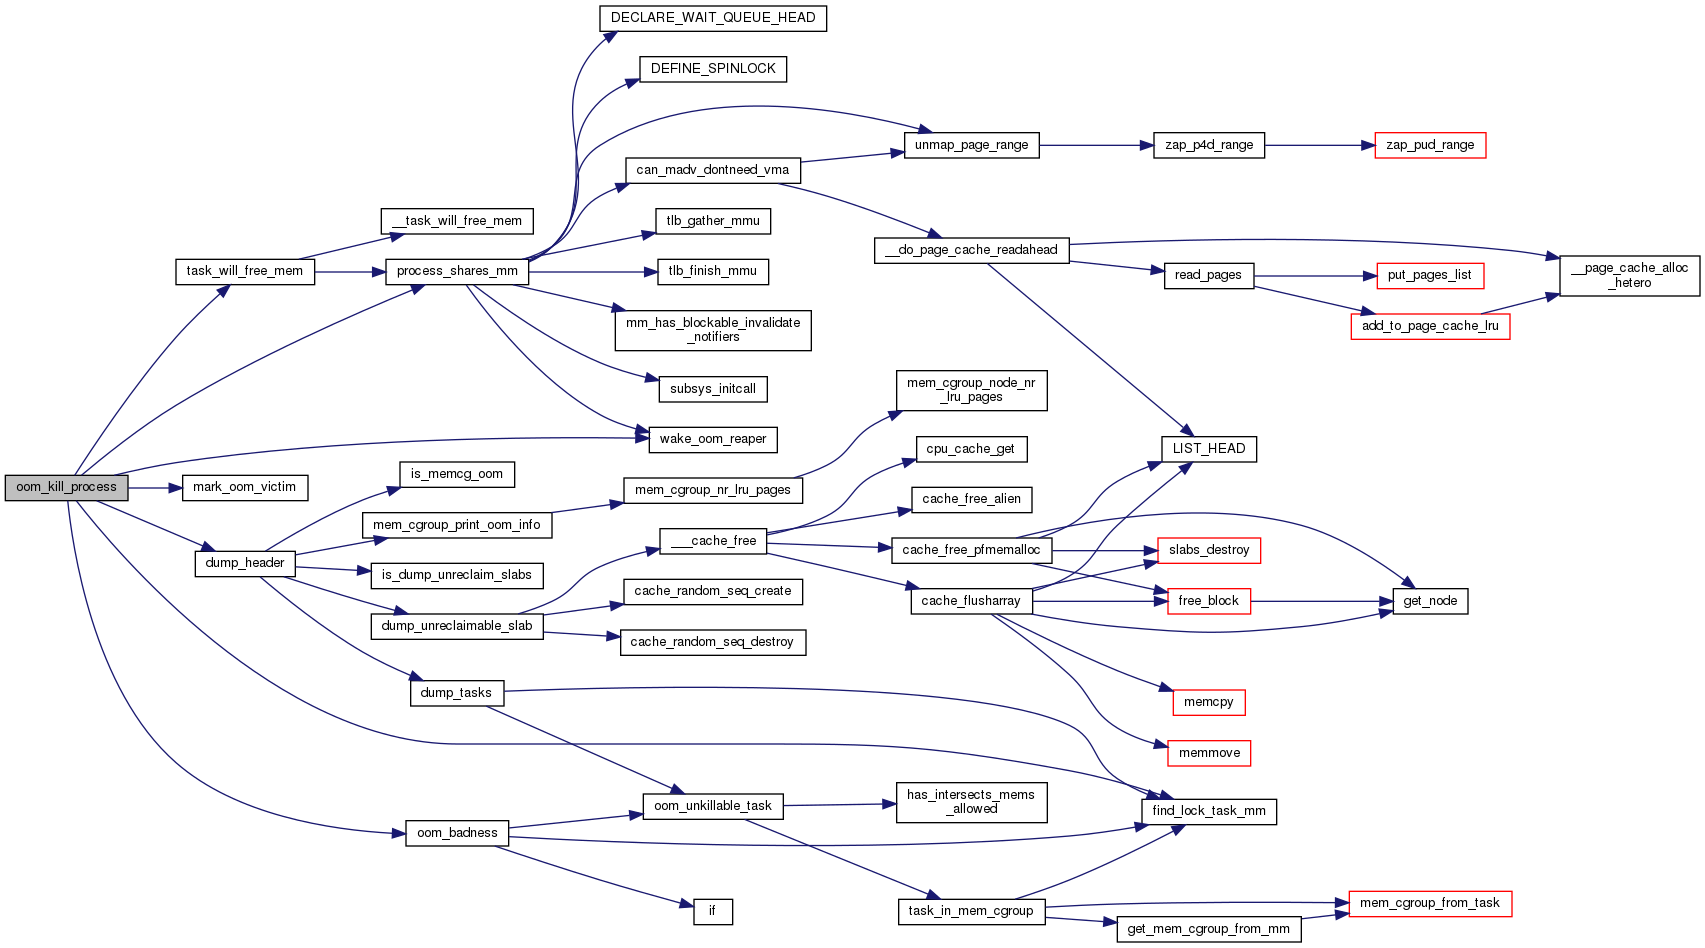 DECLARE_WAIT_QUEUE_HEAD
DEFINE_SPINLOCK
unmap_page_range
zap_p4d_range
zap_pud_range
can_madv_dontneed_vma
__task_will_free_mem
tlb_gather_mmu
__do_page_cache_readahead
task_will_free_mem
process_shares_mm
tlb_finish_mmu
read_pages
put_pages_list
__page_cache_alloc
_hetero
mm_has_blockable_invalidate
_notifiers
add_to_page_cache_lru
subsys_initcall
mem_cgroup_node_nr
_lru_pages
wake_oom_reaper
cpu_cache_get
LIST_HEAD
oom_kill_process
mark_oom_victim
is_memcg_oom
mem_cgroup_nr_lru_pages
cache_free_alien
mem_cgroup_print_oom_info
___cache_free
cache_free_pfmemalloc
slabs_destroy
dump_header
is_dump_unreclaim_slabs
cache_random_seq_create
cache_flusharray
free_block
get_node
dump_unreclaimable_slab
cache_random_seq_destroy
dump_tasks
memcpy
memmove
oom_unkillable_task
has_intersects_mems
_allowed
find_lock_task_mm
oom_badness
if
task_in_mem_cgroup
mem_cgroup_from_task
get_mem_cgroup_from_mm